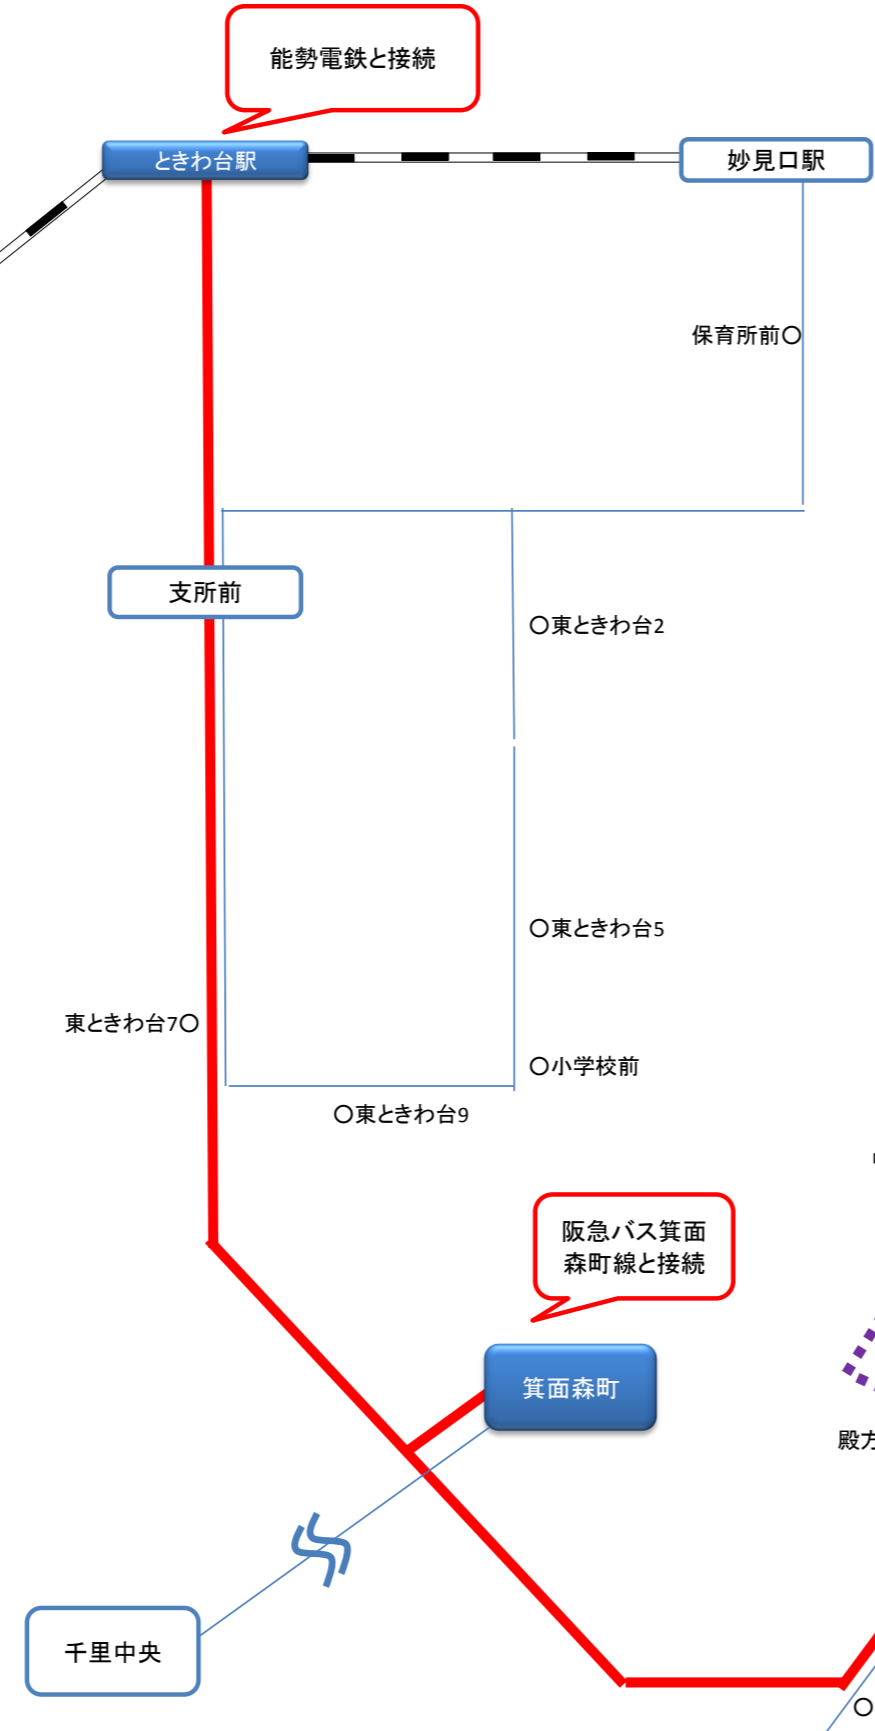 能勢電鉄と接続
ときわ台駅
妙見口駅
保育所前○
支所前
○東ときわ台2
○東ときわ台5
東ときわ台7○
○小学校前
○東ときわ台9
阪急バス箕面
森町線と接続
箕面森町
殿方
千里中央
○